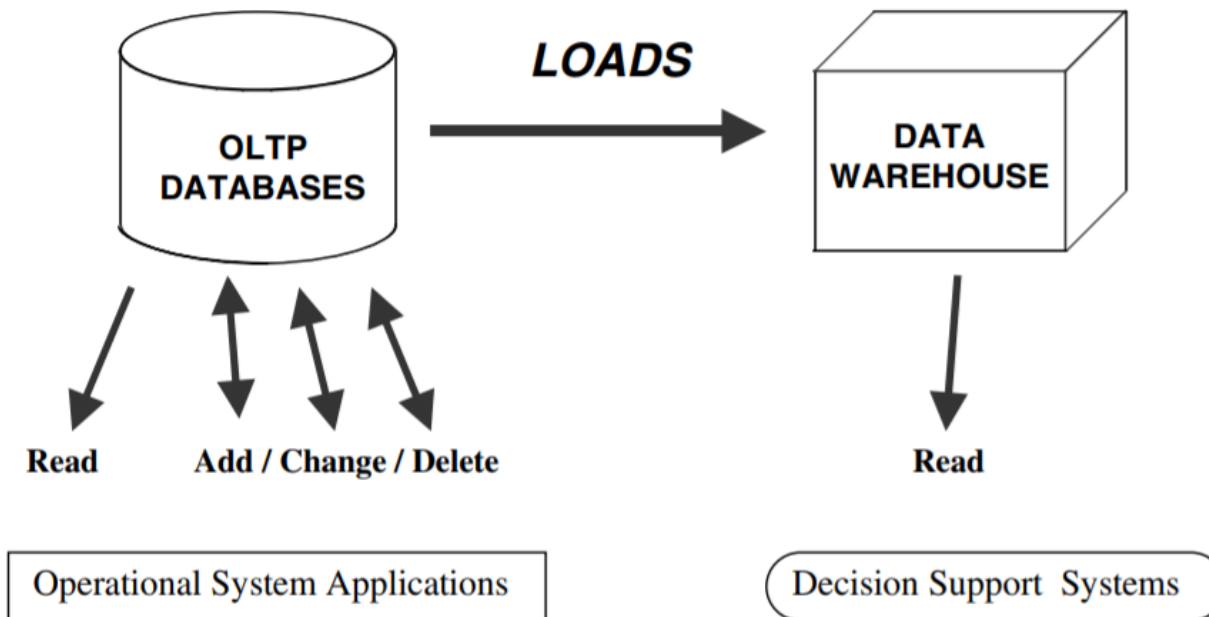 LOADS
OLTP
DATABASES
DATA
WAREHOUSE
Read
Add / Change / Delete
Read
Operational System Applications
Decision Support Systems